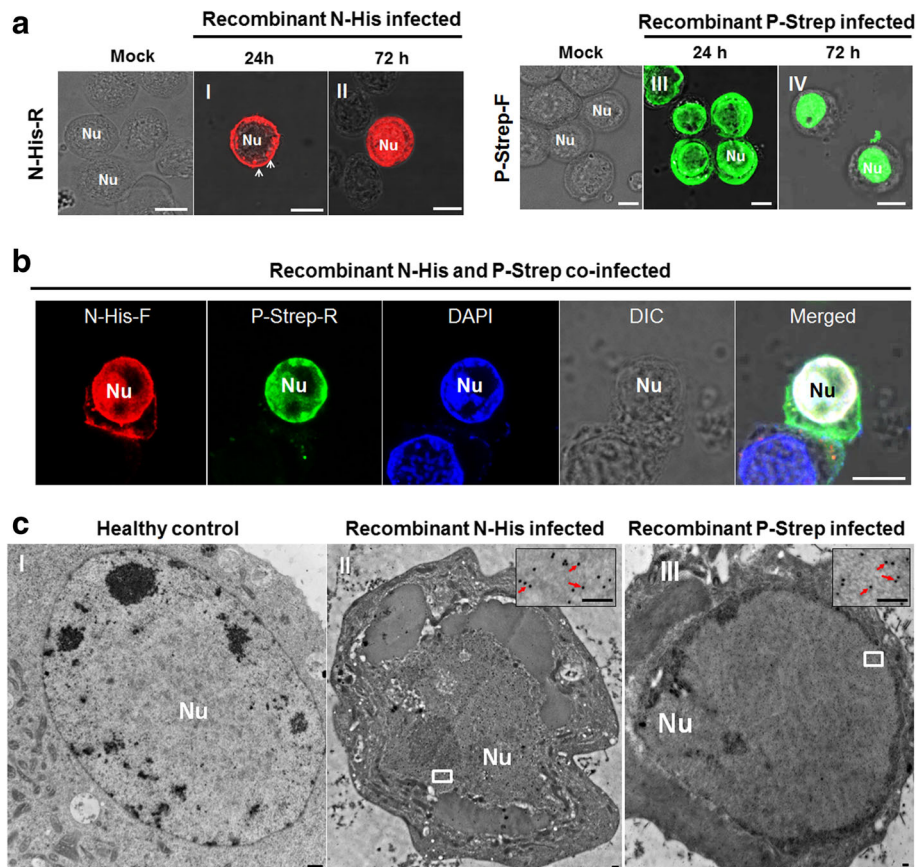 a
Recombinant N-His infected
Recombinant P-Strep infected
Mock
24h
72 h
Mock
24 h
72 h
N-His-R
Nu
Nu
I
Nu
II
Nu
P-Strep-F
Nu
Nu
III
Nu
IV
Nu
b
Recombinant N-His and P-Strep co-infected
N-His-F
P-Strep-R
DAPI
DIC
Merged
Nu
Nu
Nu
Nu
Nu
c
Healthy control
Recombinant N-His infected
Recombinant P-Strep infected
I
II
III
Nu
Nu
Nu